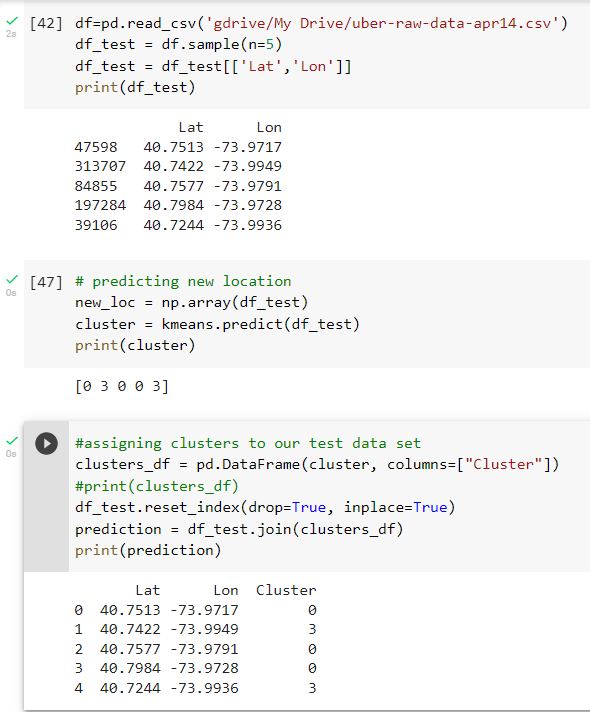 [42] df=pd.read_csv('gdrive/My Drive/uber-raw-data-apr14.csv')
2s
df_test = df.sample(n=5)
df_test = df_test[['Lat','Lon']]
print(df_test)
Lat Lon
47598 40.7513 -73.9717
313707 40.7422 -73.9949
84855 40.7577 -73.9791
197284 40.7984 -73.9728
39106 40.7244 -73.9936
[47] # predicting new location
0s
new_loc = np.array(df_test)
cluster = kmeans.predict(df_test)
print(cluster)
[0 3 0 0 3]
#assigning clusters to our test data set
0s
clusters_df = pd.DataFrame(cluster, columns=["Cluster"])
#print(clusters_df)
df_test.reset_index(drop=True, inplace=True)
prediction = df_test.join(clusters_df)
print(prediction)
Lat Lon Cluster
0 40.7513 -73.9717 0
1 40.7422 -73.9949 3
2 40.7577 -73.9791 0
3 40.7984 -73.9728 0
4 40.7244 -73.9936 3